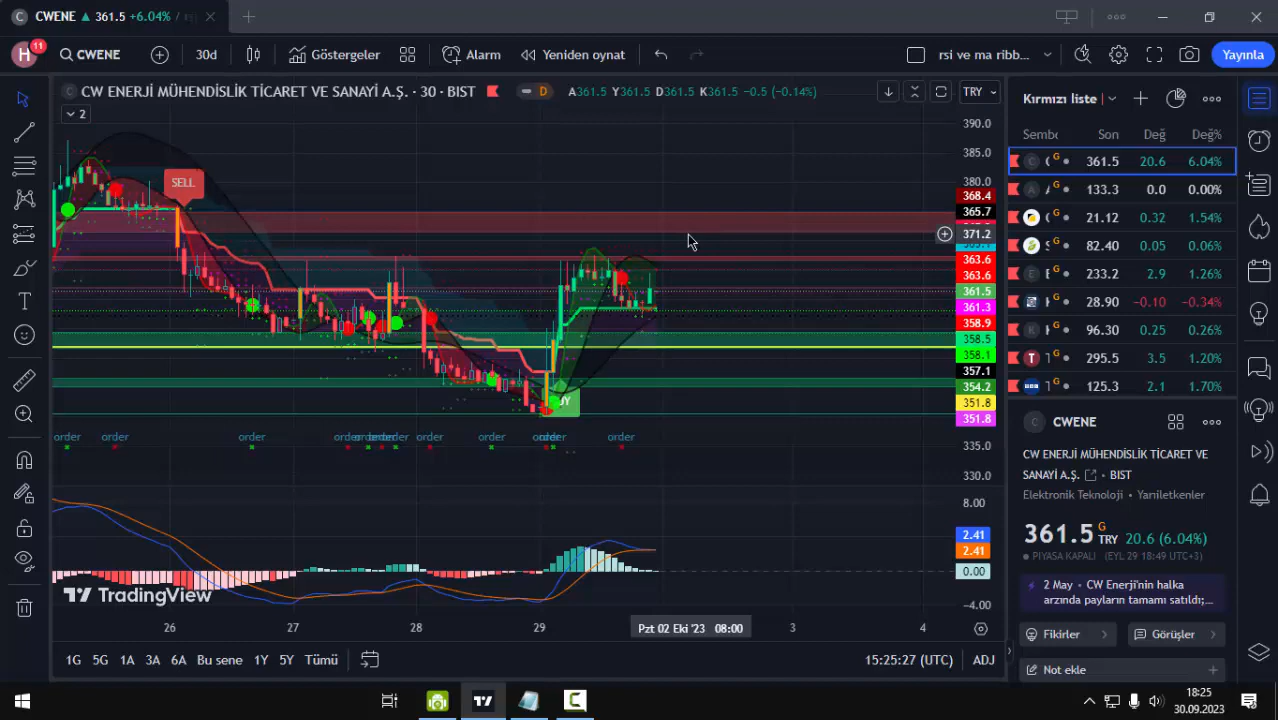 C CWENE ▲ 361.5 +6.04% /
H 11 CWENE 30d Göstergeler Alarm Yeniden oynat rsi ve ma ribb... Yayınla
CW ENERJİ MÜHENDİSLİK TİCARET VE SANAYİ A.Ş. · 30 · BIST D A361.5 Y361.5 D361.5 K361.5 −0.5 (−0.14%) TRY
2
390.0
385.0
380.0
368.4
365.7
371.2
363.6
363.6
361.5
361.3
358.9
358.5
358.1
357.1
354.2
351.8
351.8
335.0
330.0
SELL
order order order order order order order order order
8.00
2.41
2.41
0.00
−4.00
TradingView
26 27 28 29 Pzt 02 Eki '23 08:00 3 4
1G 5G 1A 3A 6A Bu sene 1Y 5Y Tümü 15:25:27 (UTC) ADJ
Kırmızı liste
Sembo Son Değ Değ%
C G 361.5 20.6 6.04%
A G 133.3 0.0 0.00%
G 21.12 0.32 1.54%
S G 82.40 0.05 0.06%
E G 233.2 2.9 1.26%
G 28.90 −0.10 −0.34%
K G 96.30 0.25 0.26%
T G 295.5 3.5 1.20%
T G 125.3 2.1 1.70%
C CWENE
CW ENERJİ MÜHENDİSLİK TİCARET VE
SANAYİ A.Ş. · BIST
Elektronik Teknoloji · Yarıiletkenler
361.5 G TRY 20.6 (6.04%)
PİYASA KAPALI (EYL 29 18:49 UTC+3)
2 May · CW Enerji'nin halka
arzında payların tamamı satıldı;...
Fikirler Görüşler
Not ekle
18:25
30.09.2023